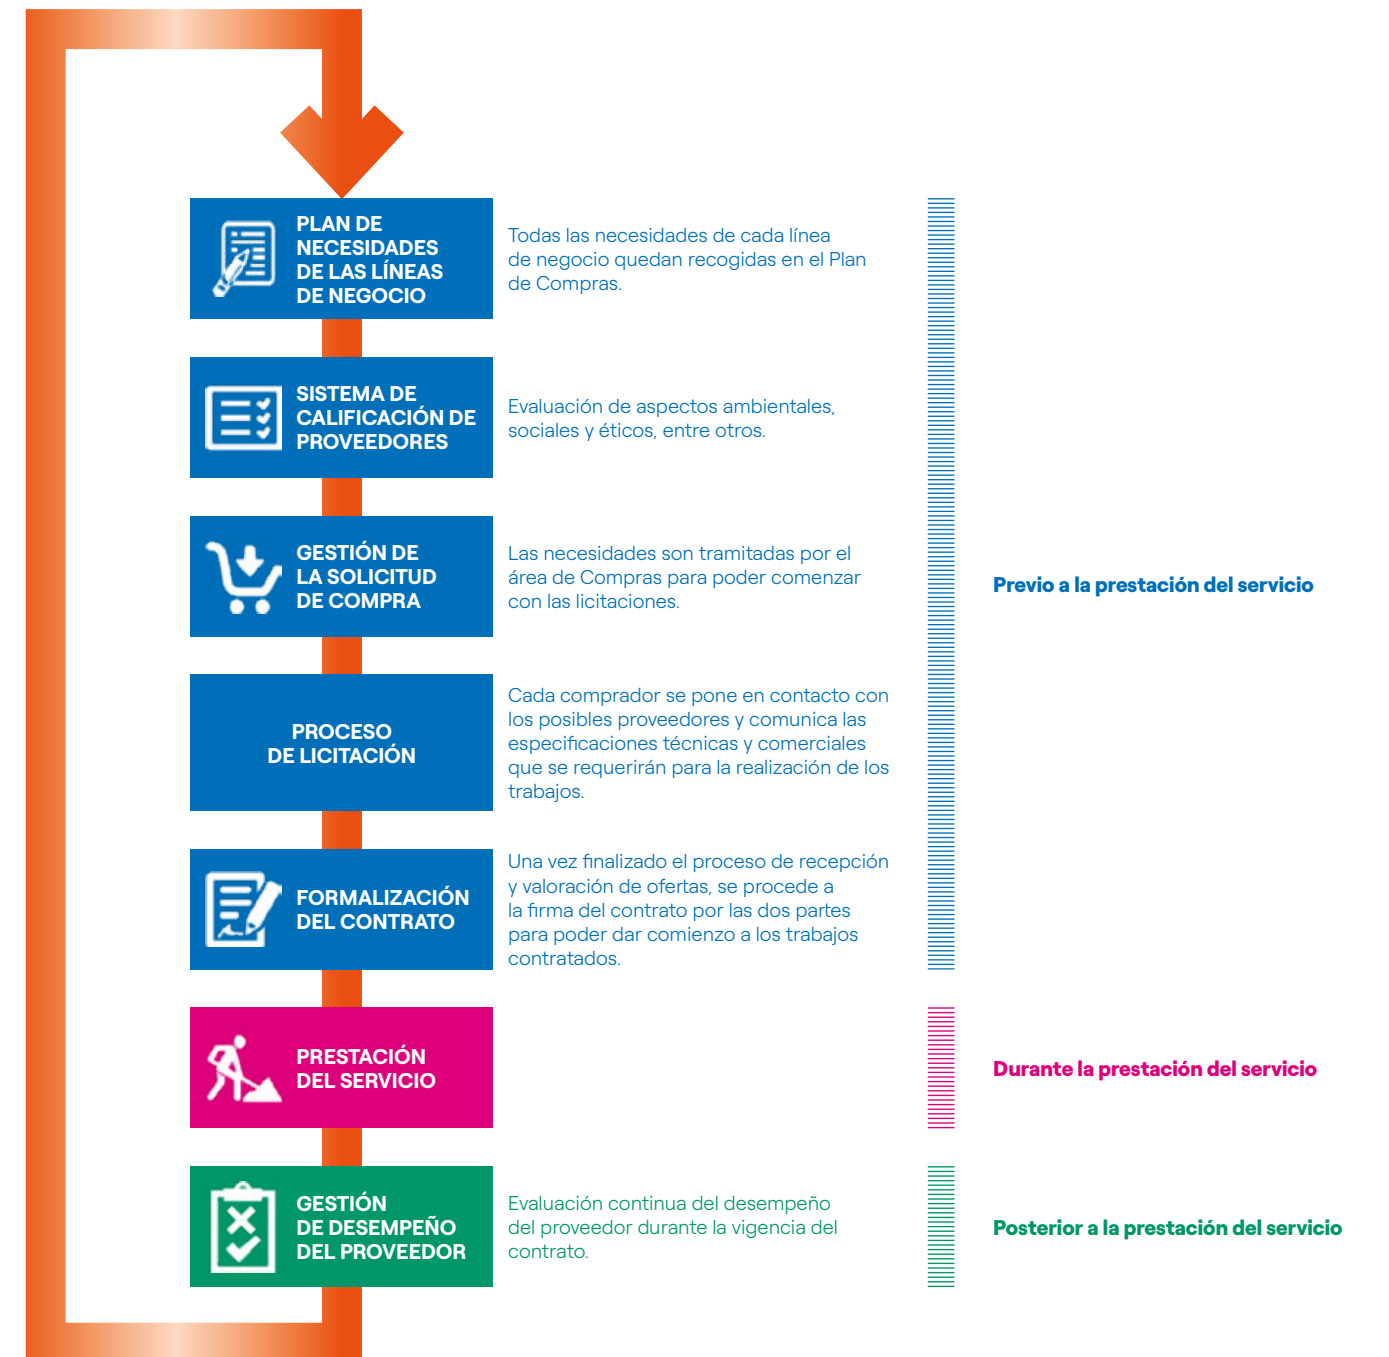 PLAN DE
NECESIDADES
DE LAS LÍNEAS
DE NEGOCIO
Todas las necesidades de cada línea
de negocio quedan recogidas en el Plan
de Compras.
SISTEMA DE
CALIFICACIÓN DE
PROVEEDORES
Evaluación de aspectos ambientales,
sociales y éticos, entre otros.
GESTIÓN DE
LA SOLICITUD
DE COMPRA
Las necesidades son tramitadas por el
área de Compras para poder comenzar
con las licitaciones.
Previo a la prestación del servicio
PROCESO
DE LICITACIÓN
Cada comprador se pone en contacto con
los posibles proveedores y comunica las
especificaciones técnicas y comerciales
que se requerirán para la realización de los
trabajos.
FORMALIZACIÓN
DEL CONTRATO
Una vez finalizado el proceso de recepción
y valoración de ofertas, se procede a
la firma del contrato por las dos partes
para poder dar comienzo a los trabajos
contratados.
PRESTACIÓN
DEL SERVICIO
Durante la prestación del servicio
GESTIÓN
DE DESEMPEÑO
DEL PROVEEDOR
Evaluación continua del desempeño
del proveedor durante la vigencia del
contrato.
Posterior a la prestación del servicio